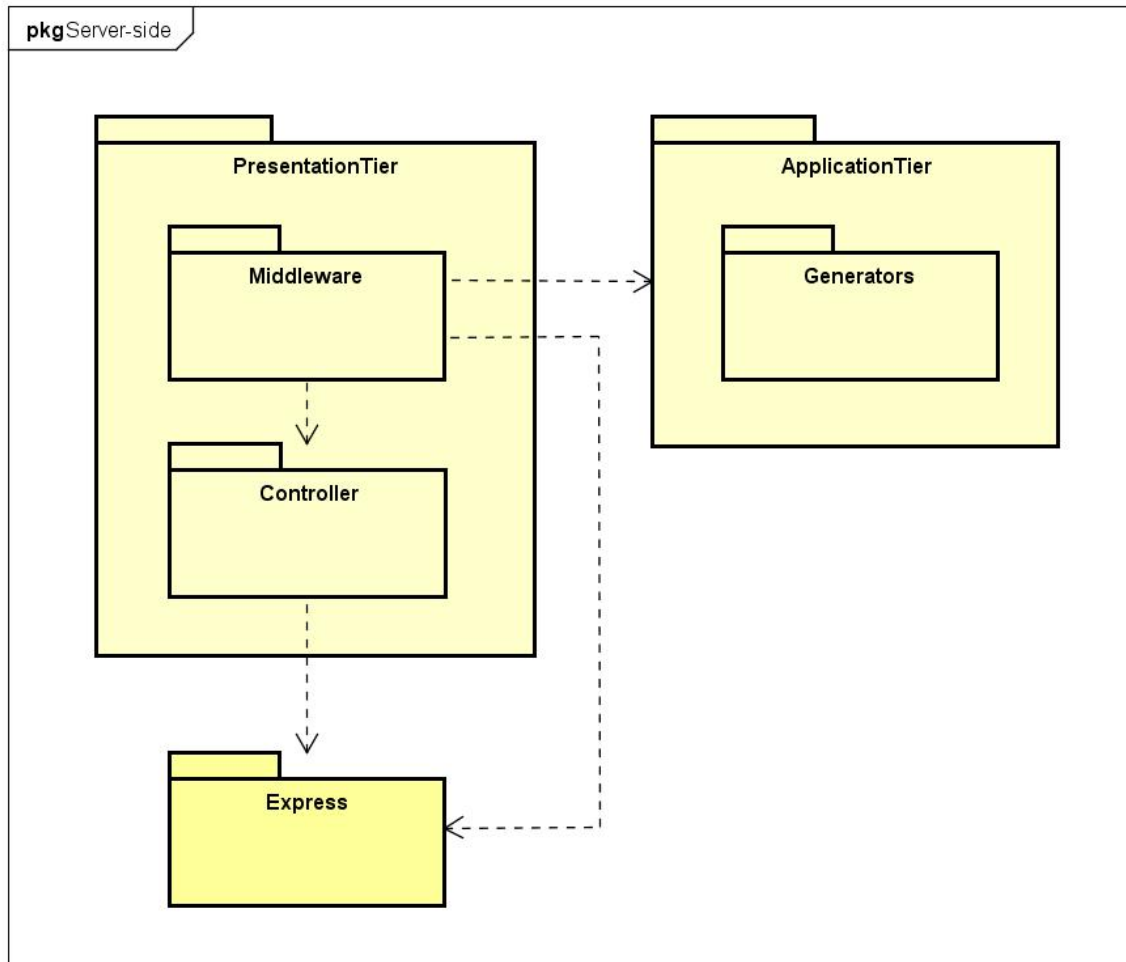 pkgServer-side
PresentationTier
ApplicationTier
Middleware
Generators
Controller
Express